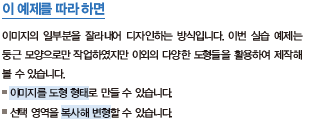 이 예제를 따라 하면
이미지의 일부분을 잘라내어 디자인하는 방식입니다. 이번 실습 예제는
둥근 모양으로만 작업하였지만 이외의 다양한 도형들을 활용하여 제작해
볼 수 있습니다.
■ 이미지를 도형 형태로 만들 수 있습니다.
■ 선택 영역을 복사해 변형할 수 있습니다.